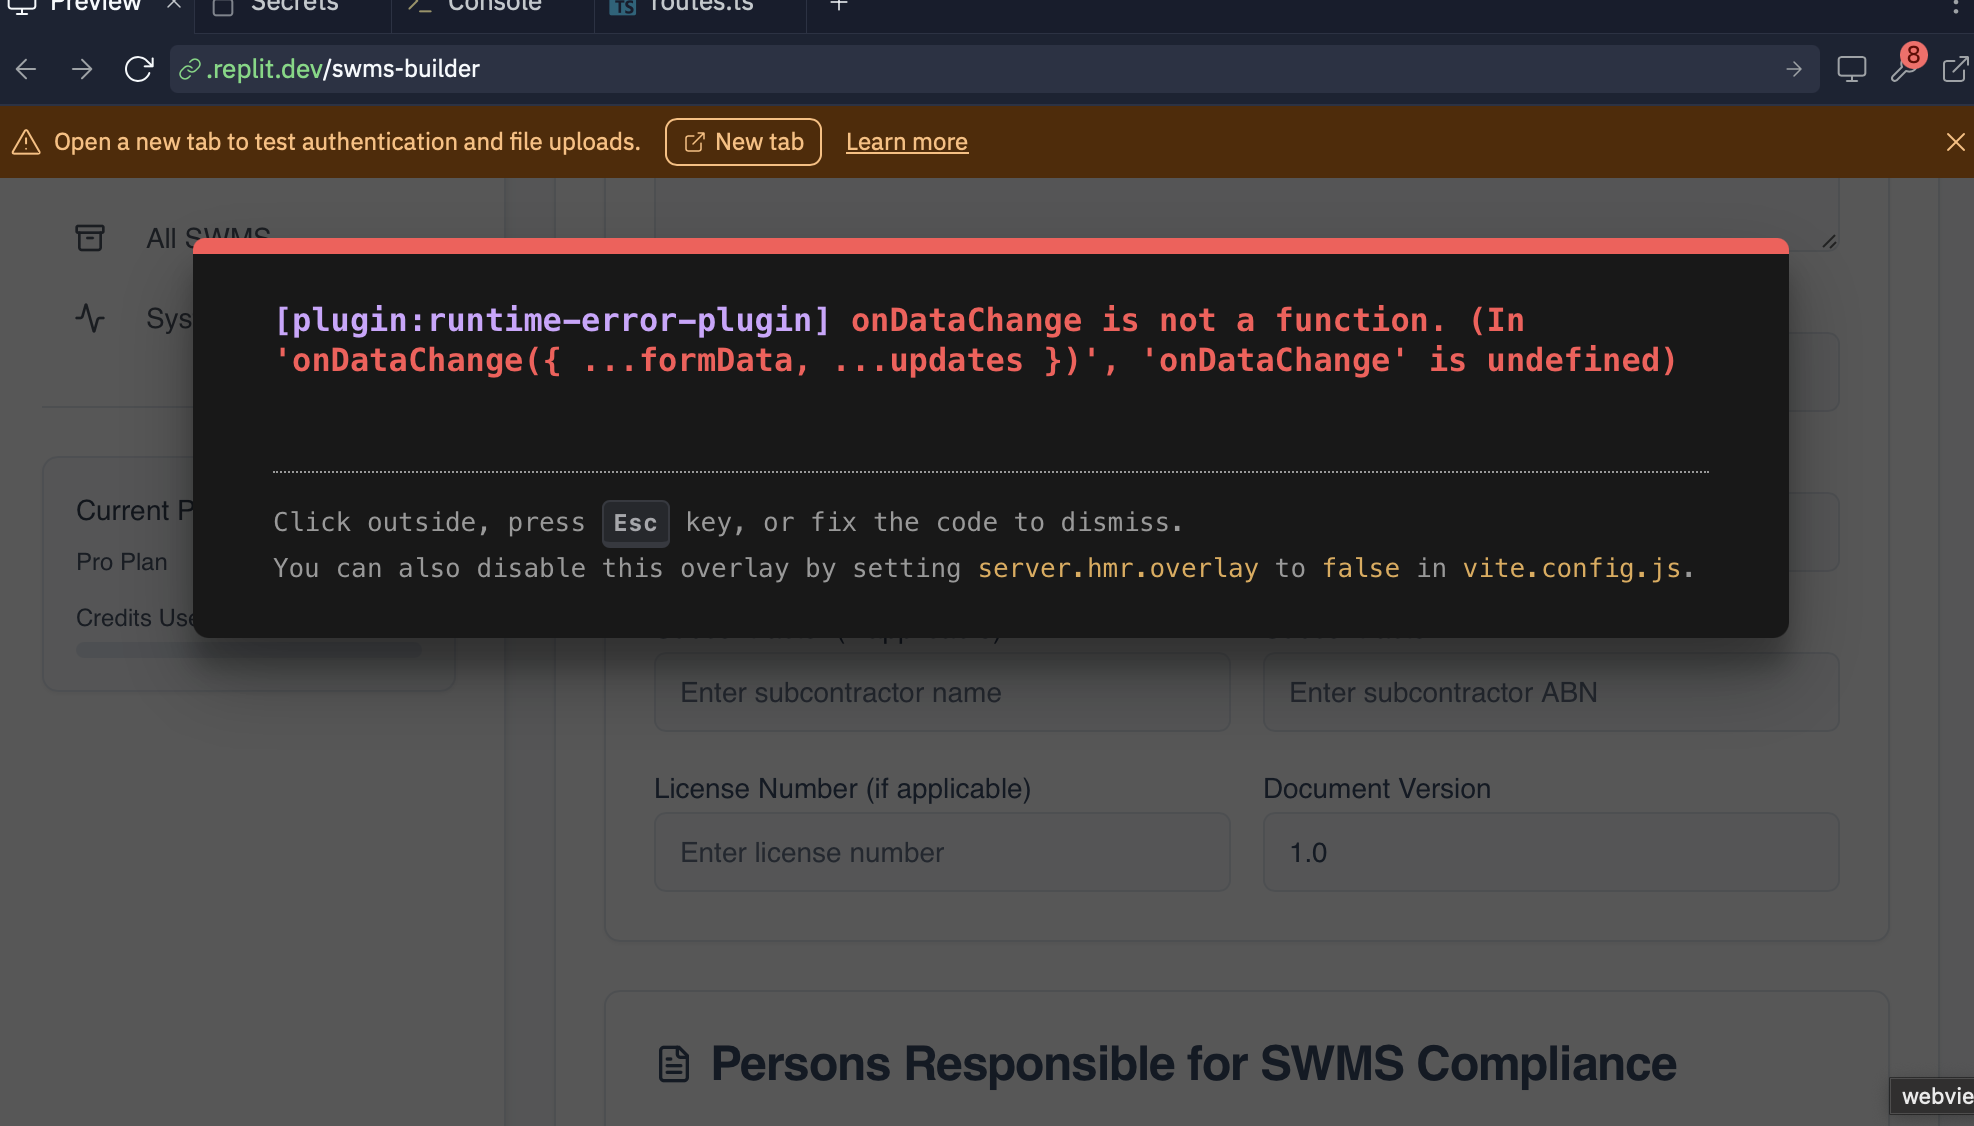 Preview
Secrets
Console
TS routes.ts
.replit.dev/swms-builder
8
Open a new tab to test authentication and file uploads.
New tab
Learn more
All SWMS
Sys
[plugin:runtime-error-plugin] onDataChange is not a function. (In
'onDataChange({ ...formData, ...updates })', 'onDataChange' is undefined)
Click outside, press Esc key, or fix the code to dismiss.
You can also disable this overlay by setting server.hmr.overlay to false in vite.config.js.
Current P
Pro Plan
Credits Use
Enter subcontractor name
Enter subcontractor ABN
License Number (if applicable)
Document Version
Enter license number
1.0
Persons Responsible for SWMS Compliance
webvie